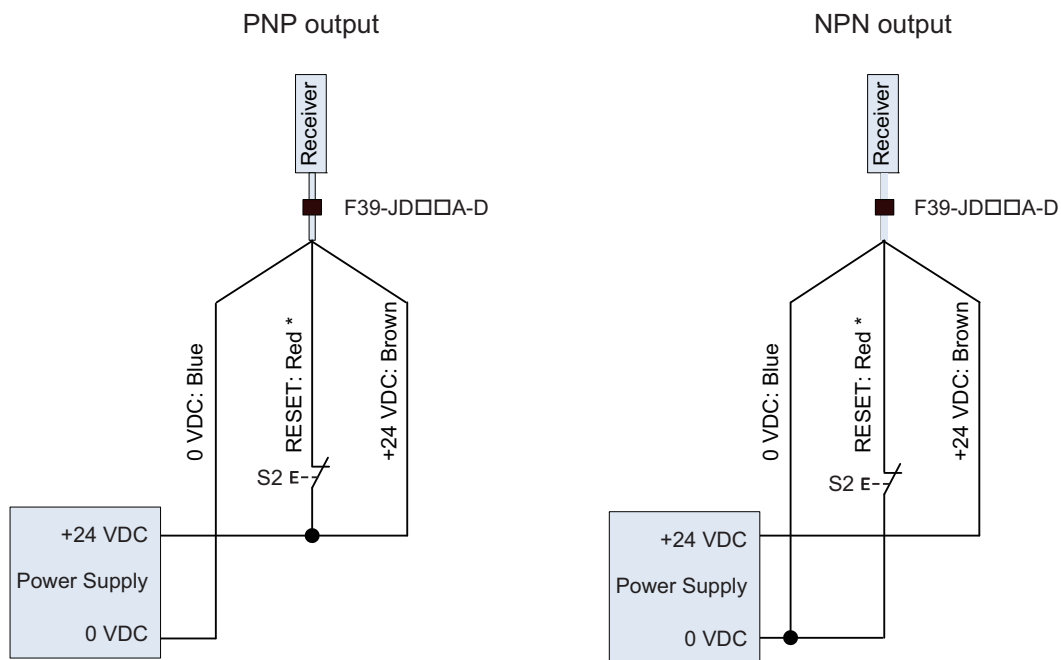 PNP output
Receiver
F39-JD□□A-D
0 VDC: Blue
RESET: Red *
+24 VDC: Brown
S2
+24 VDC
Power Supply
0 VDC
NPN output
Receiver
F39-JD□□A-D
0 VDC: Blue
RESET: Red *
+24 VDC: Brown
S2
+24 VDC
Power Supply
0 VDC